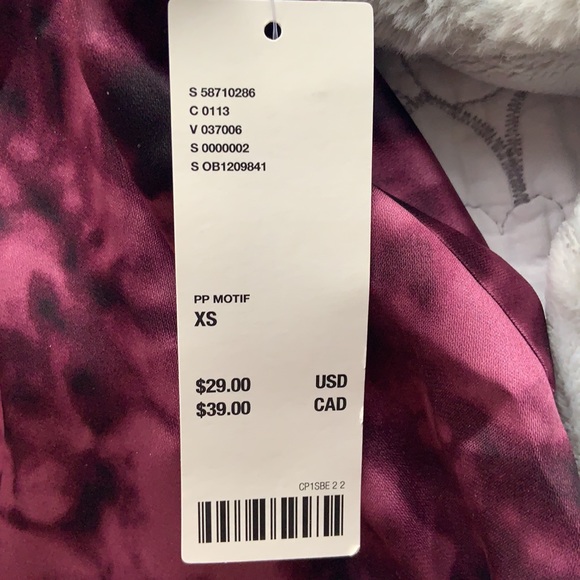 S 58710286
C 0113
V 037006
S 0000002
S OB1209841
PP MOTIF
XS
$29.00 USD
$39.00 CAD
CP1SBE 2 2